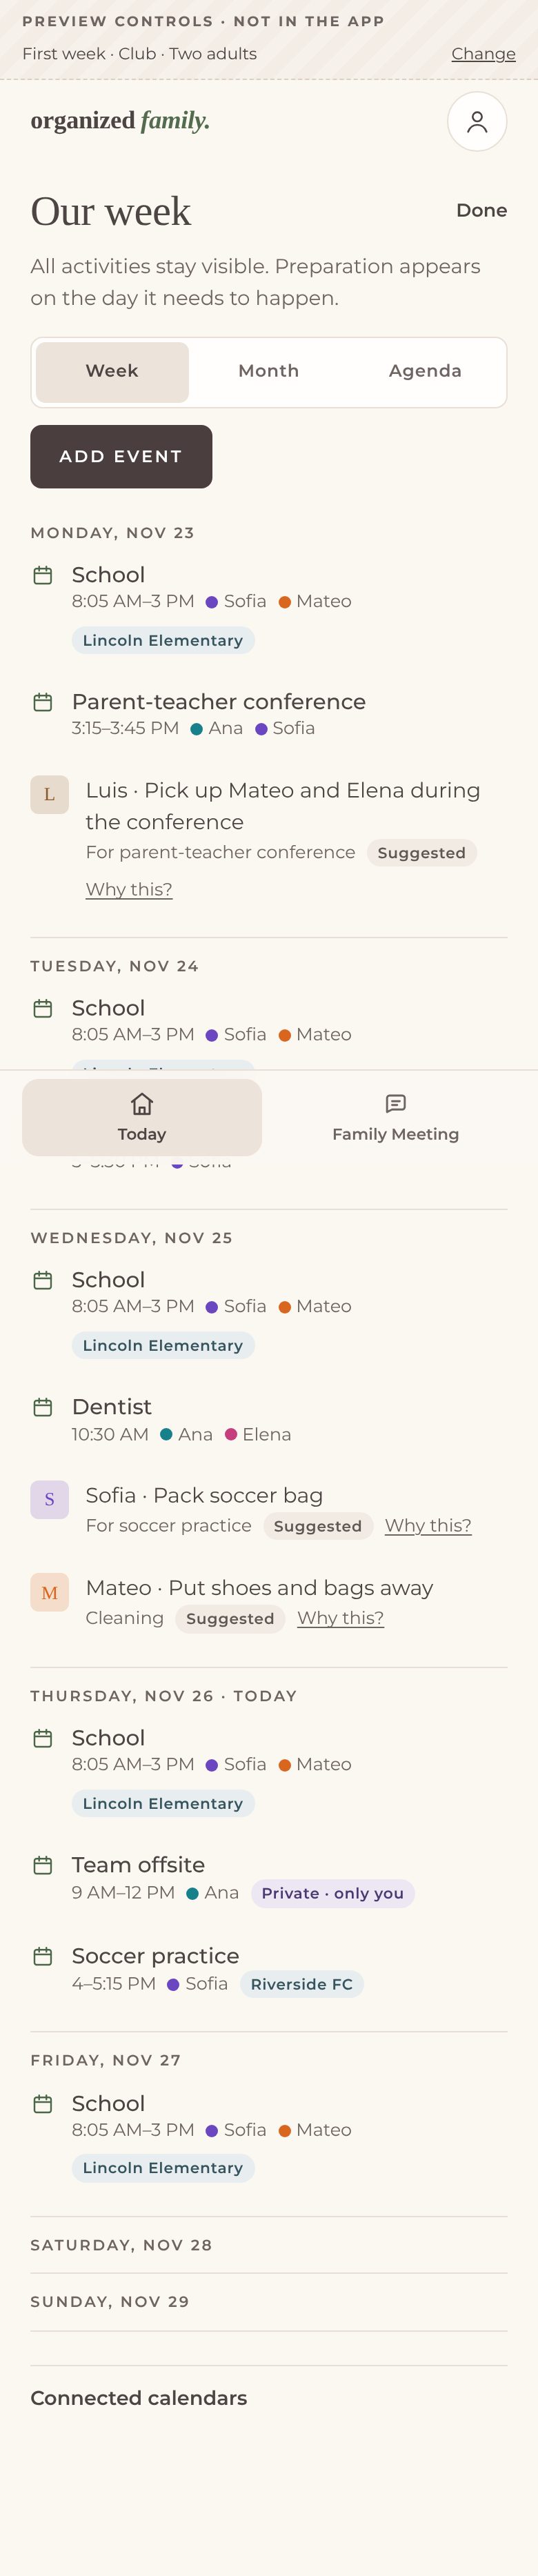 PREVIEW CONTROLS · NOT IN THE APP
First week · Club · Two adults
Change
organized family.
Our week
Done
All activities stay visible. Preparation appears
on the day it needs to happen.
Week
Month
Agenda
ADD EVENT
MONDAY, NOV 23
School
8:05 AM–3 PM Sofia Mateo
Lincoln Elementary
Parent-teacher conference
3:15–3:45 PM Ana Sofia
L
Luis · Pick up Mateo and Elena during
the conference
For parent-teacher conference Suggested
Why this?
TUESDAY, NOV 24
School
8:05 AM–3 PM Sofia Mateo
Today
Family Meeting
Sofia
WEDNESDAY, NOV 25
School
8:05 AM–3 PM Sofia Mateo
Lincoln Elementary
Dentist
10:30 AM Ana Elena
S
Sofia · Pack soccer bag
For soccer practice Suggested Why this?
M
Mateo · Put shoes and bags away
Cleaning Suggested Why this?
THURSDAY, NOV 26 · TODAY
School
8:05 AM–3 PM Sofia Mateo
Lincoln Elementary
Team offsite
9 AM–12 PM Ana Private · only you
Soccer practice
4–5:15 PM Sofia Riverside FC
FRIDAY, NOV 27
School
8:05 AM–3 PM Sofia Mateo
Lincoln Elementary
SATURDAY, NOV 28
SUNDAY, NOV 29
Connected calendars